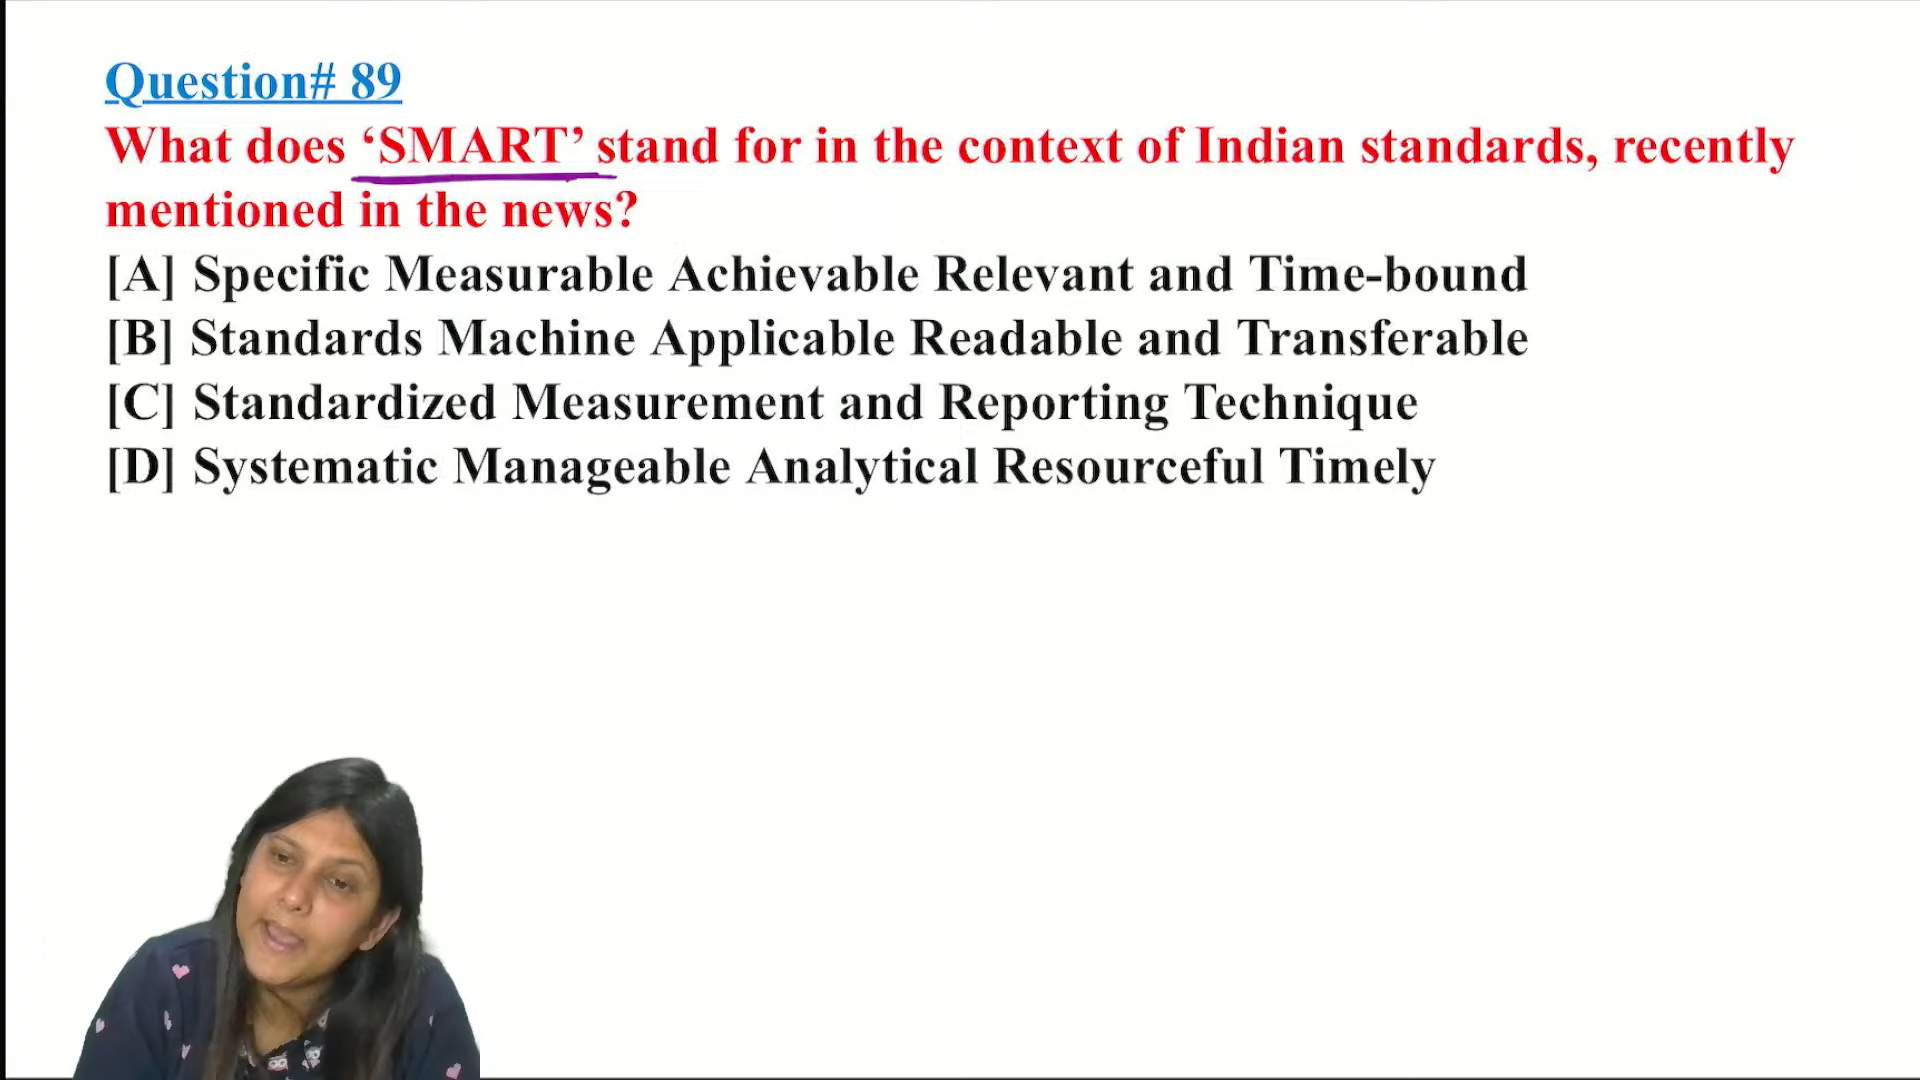 Question# 89
What does ‘SMART’ stand for in the context of Indian standards, recently
mentioned in the news?
[A] Specific Measurable Achievable Relevant and Time-bound
[B] Standards Machine Applicable Readable and Transferable
[C] Standardized Measurement and Reporting Technique
[D] Systematic Manageable Analytical Resourceful Timely